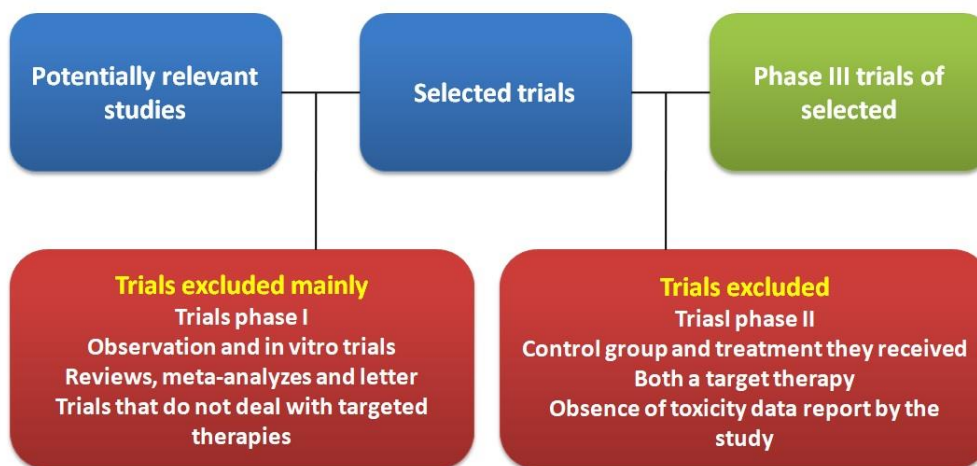 Potentially relevant
studies
Selected trials
Phase III trials of
selected
Trials excluded mainly
Trials phase I
Observation and in vitro trials
Reviews, meta-analyzes and letter
Trials that do not deal with targeted
therapies
Trials excluded
Triasl phase II
Control group and treatment they received
Both a target therapy
Obsence of toxicity data report by the
study